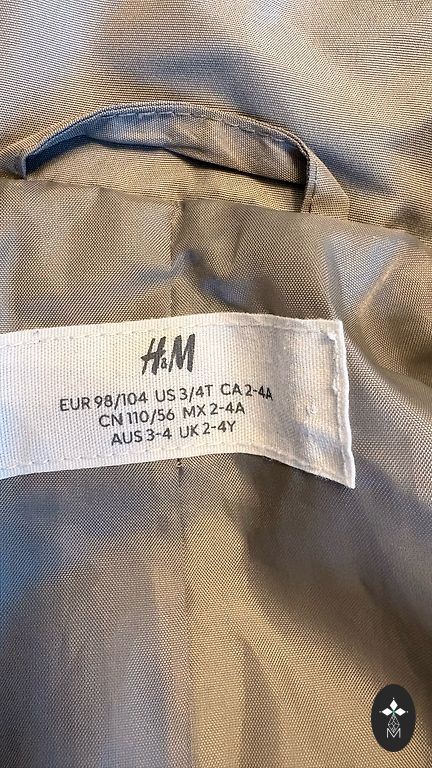 H&M
EUR 98/104 US 3/4T CA 2-4A
CN 110/56 MX 2-4A
AUS 3-4 UK 2-4Y